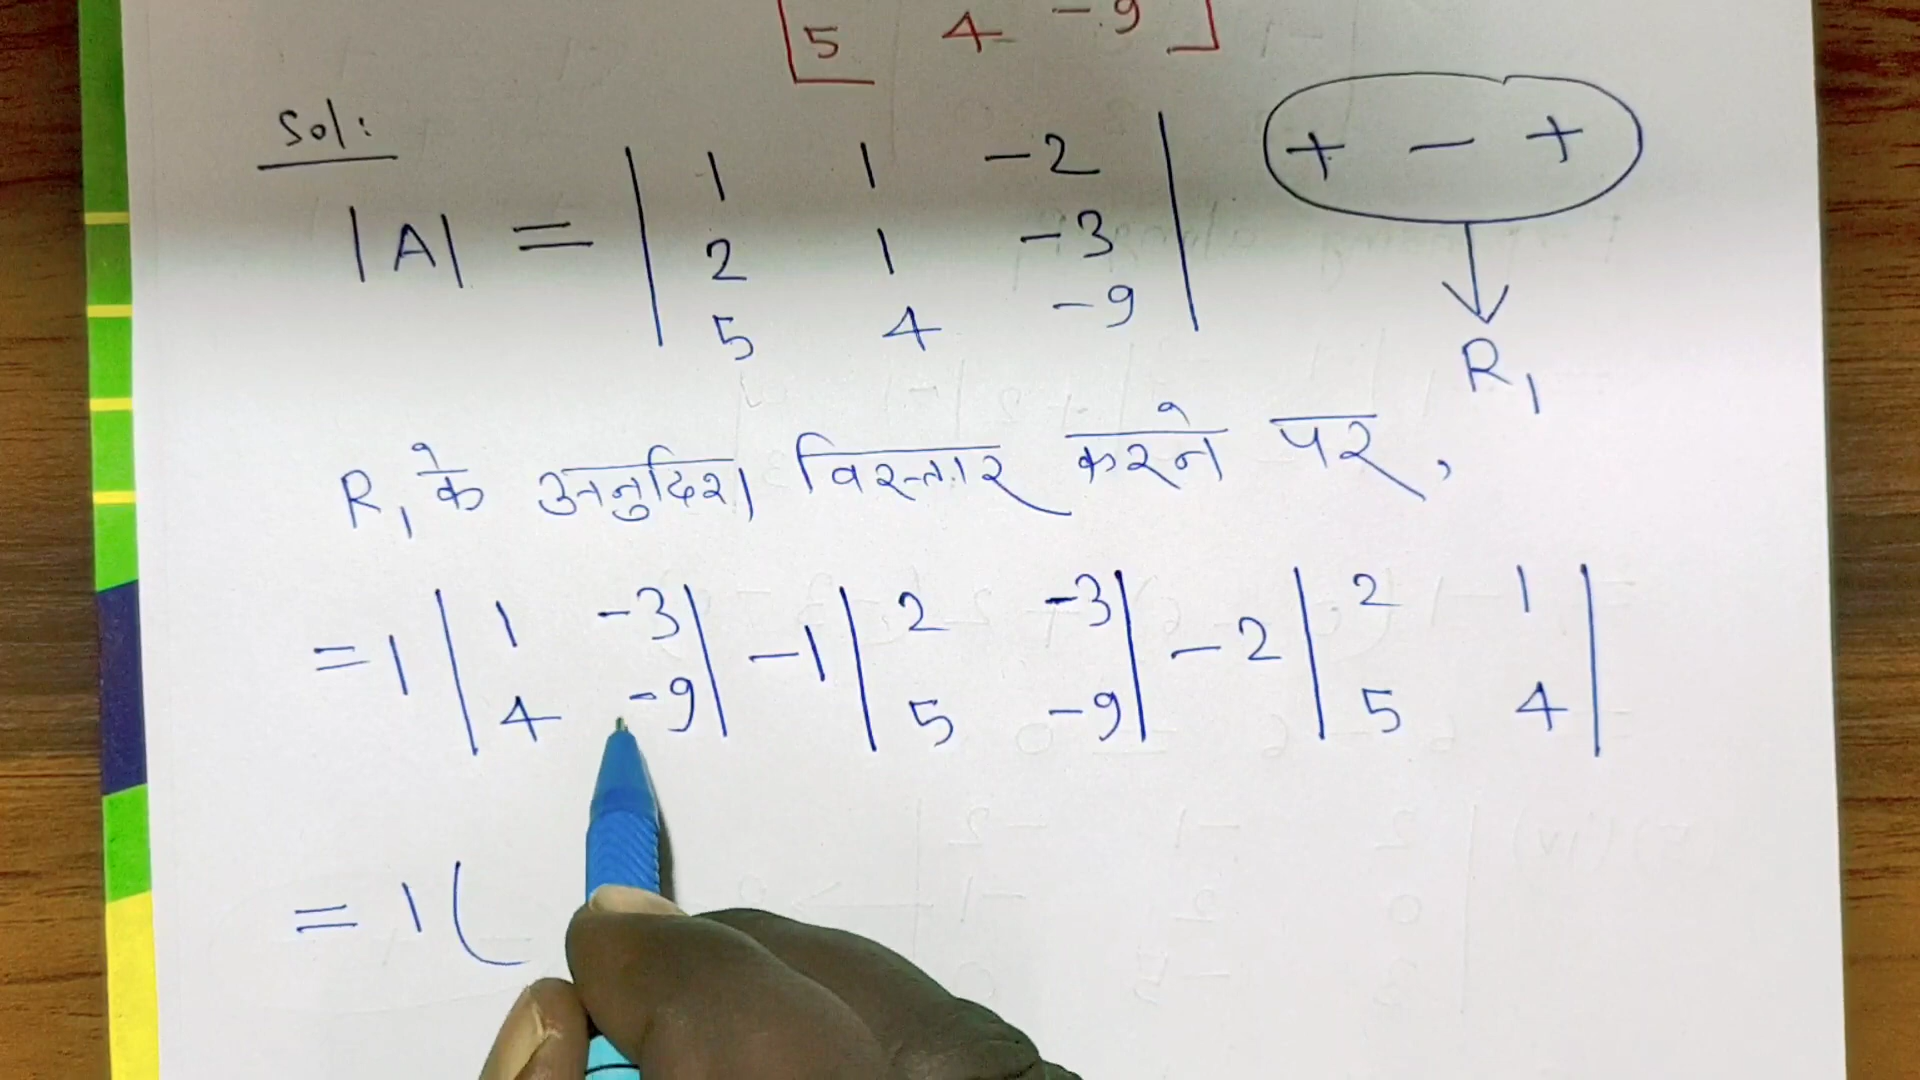 5 4 -9
Sol:
|A| = | 1 1 -2 | + - +
| 2 1 -3 |
| 5 4 -9 |
R₁
R₁ के अनुदिश विस्तार करने पर,
= 1 | 1 -3 | - 1 | 2 -3 | - 2 | 2 1 |
| 4 -9 | | 5 -9 | | 5 4 |
= 1 (